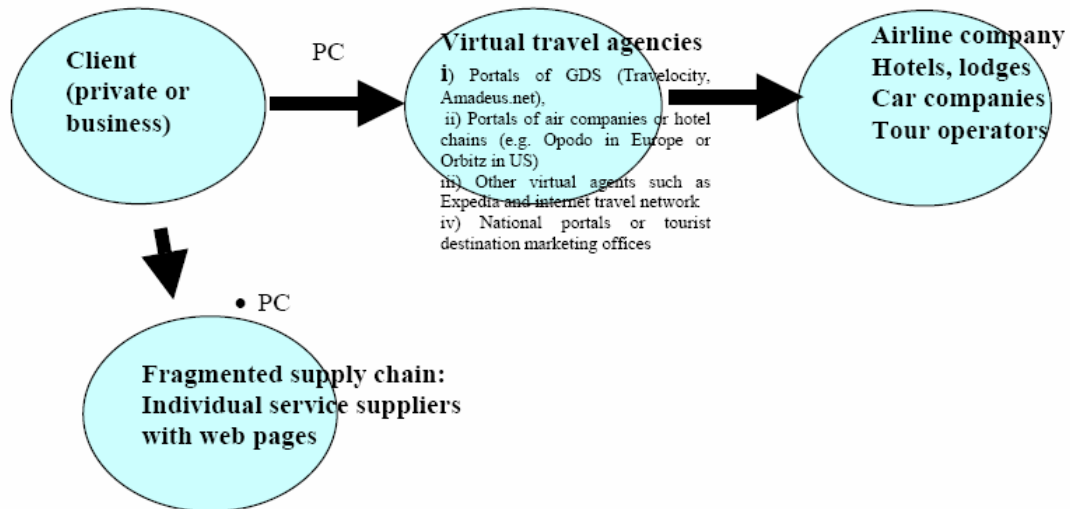 Client
(private or
business)
PC
Virtual travel agencies
i) Portals of GDS (Travelocity,
Amadeus.net),
ii) Portals of air companies or hotel
chains (e.g. Opodo in Europe or
Orbitz in US)
iii) Other virtual agents such as
Expedia and internet travel network
iv) National portals or tourist
destination marketing offices
Airline company
Hotels, lodges
Car companies
Tour operators
• PC
Fragmented supply chain:
Individual service suppliers
with web pages